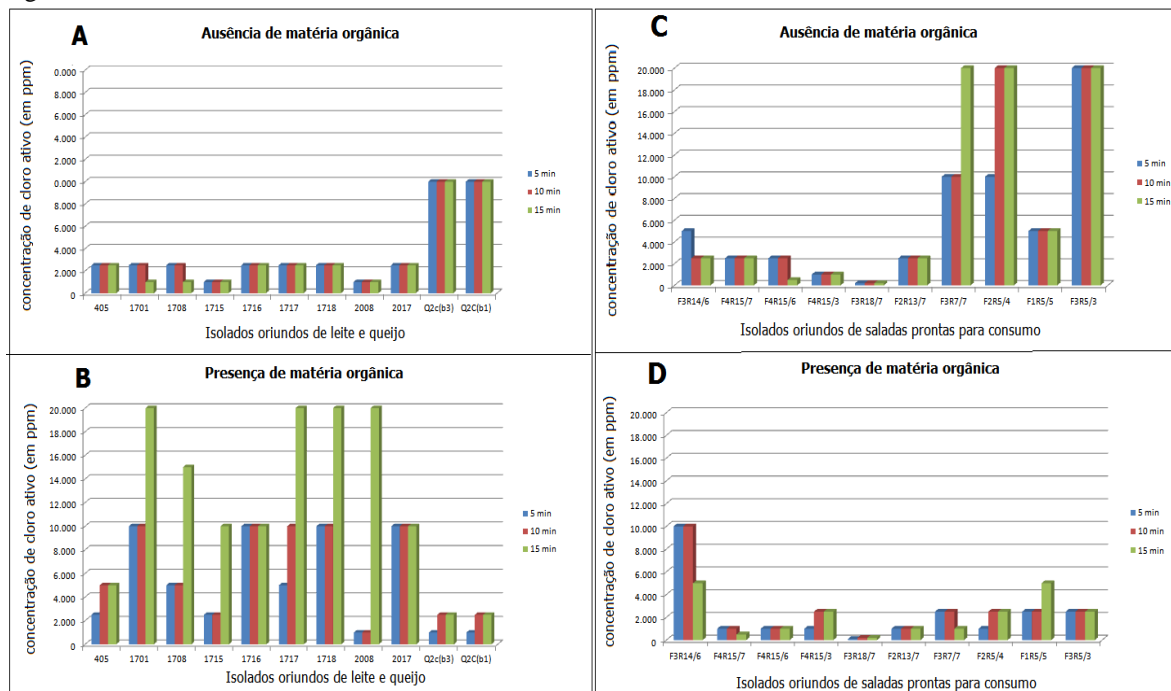 A
Ausência de matéria orgânica
concentração de cloro ativo (em ppm)
0.000
8.000
6.000
4.000
2.000
0.000
8.000
6.000
4.000
2.000
0
405 1701 1708 1715 1716 1717 1718 2008 2017 Q2c(b3) Q2C(b1)
Isolados oriundos de leite e queijo
5 min
10 min
15 min
C
Ausência de matéria orgânica
concentração de cloro ativo (em ppm)
20.000
18.000
16.000
14.000
12.000
10.000
8.000
6.000
4.000
2.000
0
F3R14/6 F4R15/7 F4R15/6 F4R15/3 F3R18/7 F2R13/7 F3R7/7 F2R5/4 F1R5/5 F3R5/3
Isolados oriundos de saladas prontas para consumo
5 min
10 min
15 min
B
Presença de matéria orgânica
concentração de cloro ativo (em ppm)
20.000
18.000
16.000
14.000
12.000
10.000
8.000
6.000
4.000
2.000
0
405 1701 1708 1715 1716 1717 1718 2008 2017 Q2c(b3) Q2C(b1)
Isolados oriundos de leite e queijo
5 min
10 min
15 min
D
Presença de matéria orgânica
concentração de cloro ativo (em ppm)
20.000
18.000
16.000
14.000
12.000
10.000
8.000
6.000
4.000
2.000
0
F3R14/6 F4R15/7 F4R15/6 F4R15/3 F3R18/7 F2R13/7 F3R7/7 F2R5/4 F1R5/5 F3R5/3
Isolados oriundos de saladas prontas para consumo
5 min
10 min
15 min